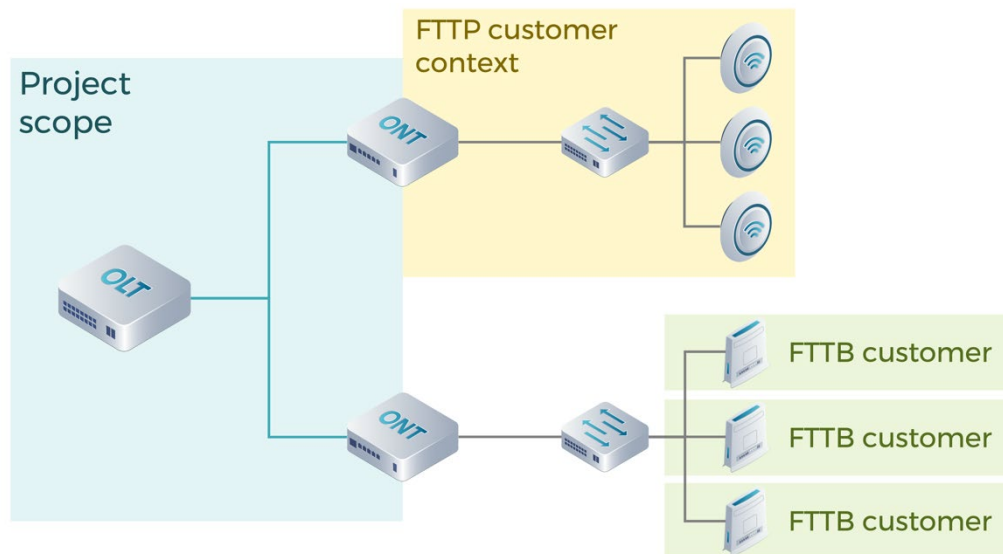 FTTP customer
context
Project
scope
ONT
OLT
FTTB customer
ONT
FTTB customer
FTTB customer